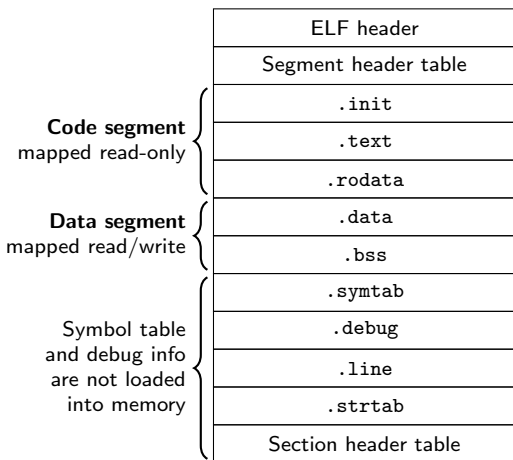 ELF header
Segment header table
Code segment
mapped read-only
.init
.text
.rodata
Data segment
mapped read/write
.data
.bss
Symbol table
and debug info
are not loaded
into memory
.symtab
.debug
.line
.strtab
Section header table